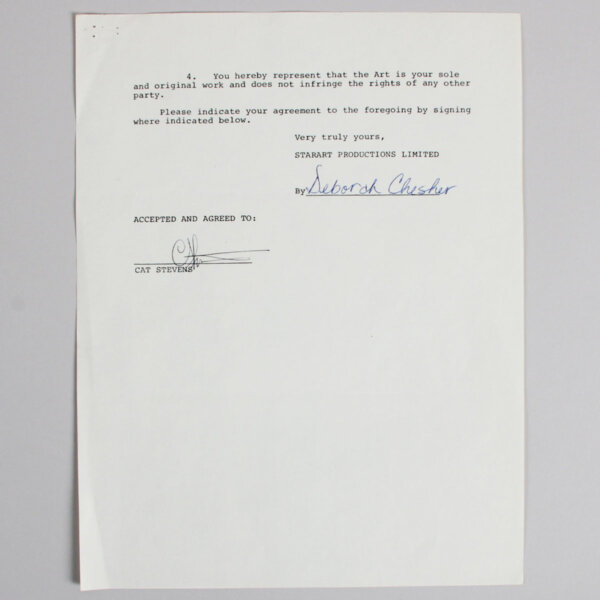 4. You hereby represent that the Art is your sole
and original work and does not infringe the rights of any other
party.
Please indicate your agreement to the foregoing by signing
where indicated below.
Very truly yours,
STARART PRODUCTIONS LIMITED
By Deborah Chesher
ACCEPTED AND AGREED TO:
CAT STEVENS